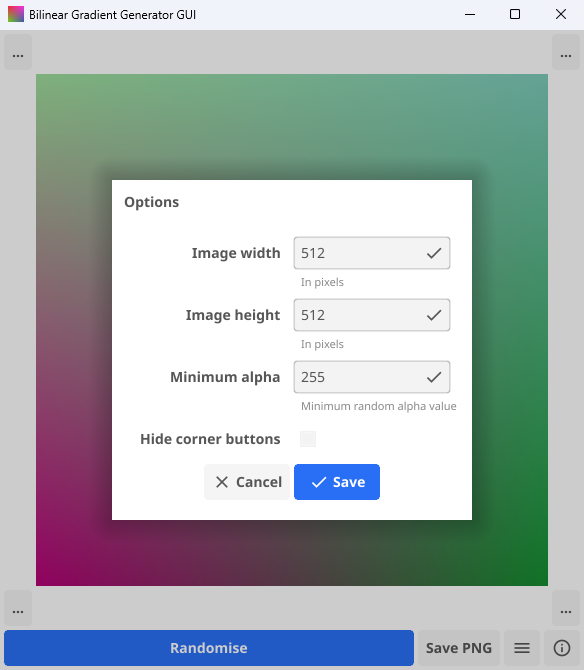 Bilinear Gradient Generator GUI
... ...
Options
Image width 512
In pixels
Image height 512
In pixels
Minimum alpha 255
Minimum random alpha value
Hide corner buttons
Cancel Save
... ...
Randomise Save PNG